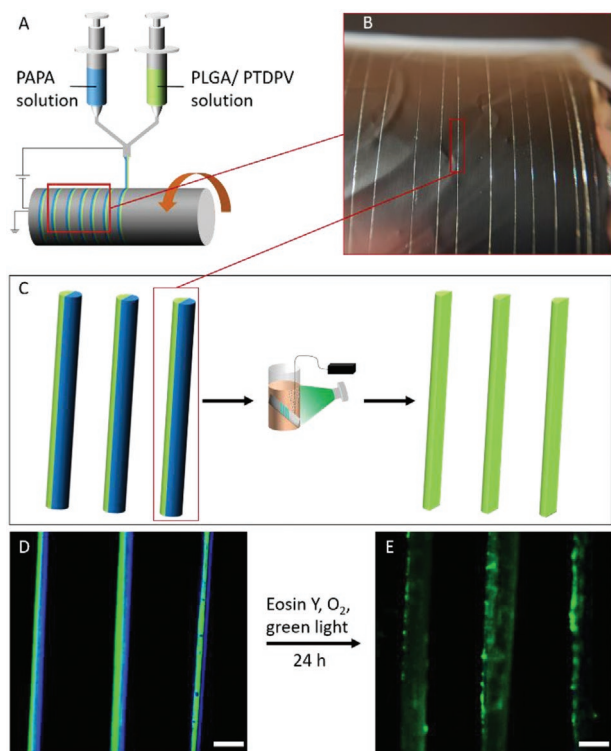 A
PAPA
solution
PLGA/ PTDPV
solution
B
C
D
Eosin Y, O₂,
green light
24 h
E